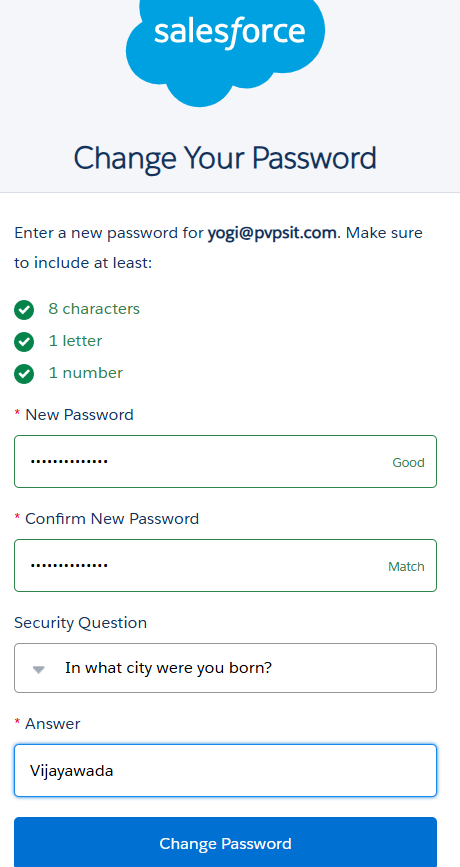 salesforce
Change Your Password
Enter a new password for yogi@pvpsit.com. Make sure
to include at least:
8 characters
1 letter
1 number
* New Password
•••••••••••••• Good
* Confirm New Password
•••••••••••••• Match
Security Question
In what city were you born?
* Answer
Vijayawada
Change Password